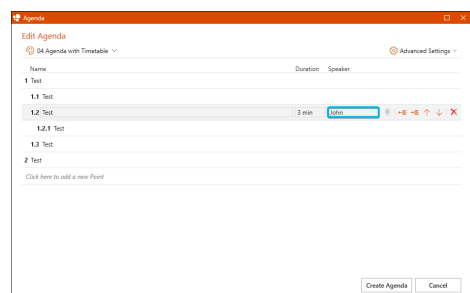 Agenda
Edit Agenda
04 Agenda with Timetable
Advanced Settings
Name Duration Speaker
1 Test
1.1 Test
1.2 Test 3 min John
1.2.1 Test
1.3 Test
2 Test
Click here to add a new Point
Create Agenda Cancel